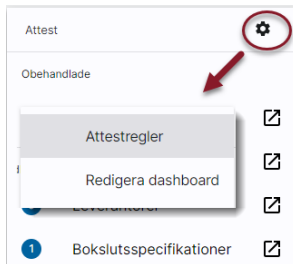 Attest
Obehandlade
Attestregler
Redigera dashboard
Leverantörer
1 Bokslutsspecifikationer